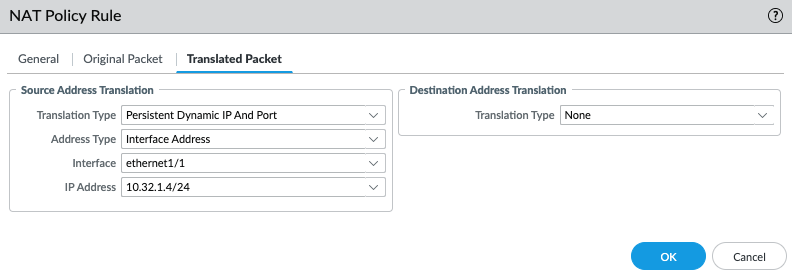 NAT Policy Rule
?
General Original Packet Translated Packet
Source Address Translation
Translation Type Persistent Dynamic IP And Port
Address Type Interface Address
Interface ethernet1/1
IP Address 10.32.1.4/24
Destination Address Translation
Translation Type None
OK Cancel